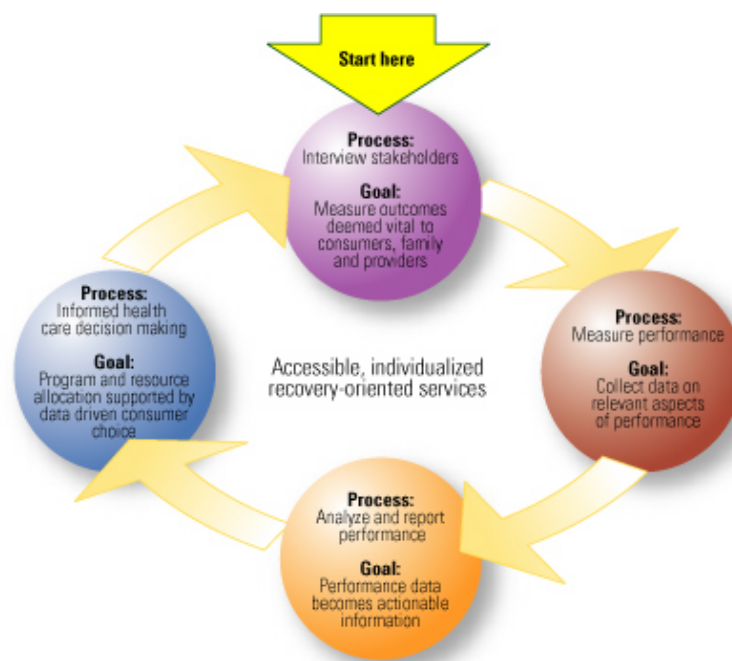 Start here
Process:
Interview stakeholders
Goal:
Measure outcomes
deemed vital to
consumers, family
and providers
Process:
Measure performance
Goal:
Collect data on
relevant aspects
of performance
Process:
Analyze and report
performance
Goal:
Performance data
becomes actionable
information
Process:
Informed health
care decision making
Goal:
Program and resource
allocation supported by
data driven consumer
choice
Accessible, individualized
recovery-oriented services